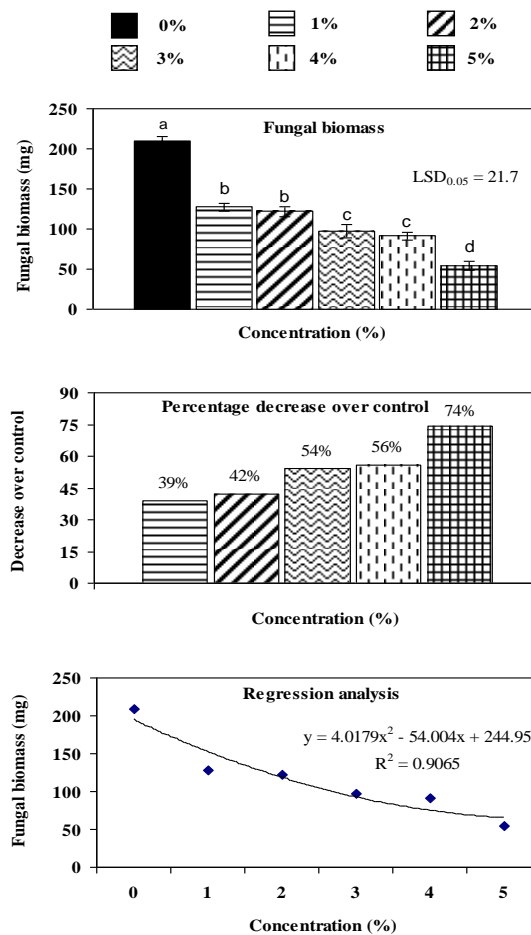 0% 1% 2%
3% 4% 5%
Fungal biomass (mg)
250
200
150
100
50
0
Fungal biomass
LSD0.05 = 21.7
a
b
b
c
c
d
Concentration (%)
Decrease over control
90
75
60
45
30
15
0
Percentage decrease over control
39%
42%
54%
56%
74%
Concentration (%)
Fungal biomass (mg)
250
200
150
100
50
0
Regression analysis
y = 4.0179x² - 54.004x + 244.95
R² = 0.9065
0 1 2 3 4 5
Concentration (%)